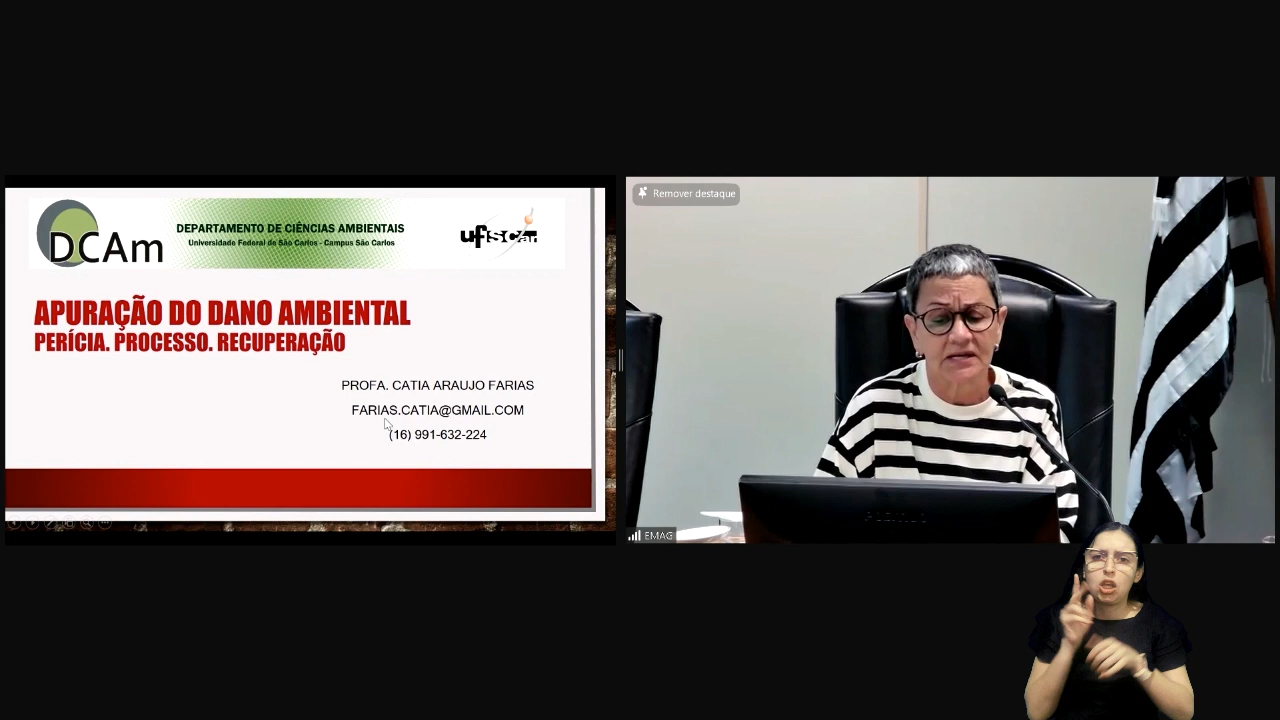 DCAm
DEPARTAMENTO DE CIÊNCIAS AMBIENTAIS
Universidade Federal de São Carlos - Campus São Carlos
ufscar
APURAÇÃO DO DANO AMBIENTAL
PERÍCIA. PROCESSO. RECUPERAÇÃO
PROFA. CATIA ARAUJO FARIAS
FARIAS.CATIA@GMAIL.COM
(16) 991-632-224
Remover destaque
EMAG